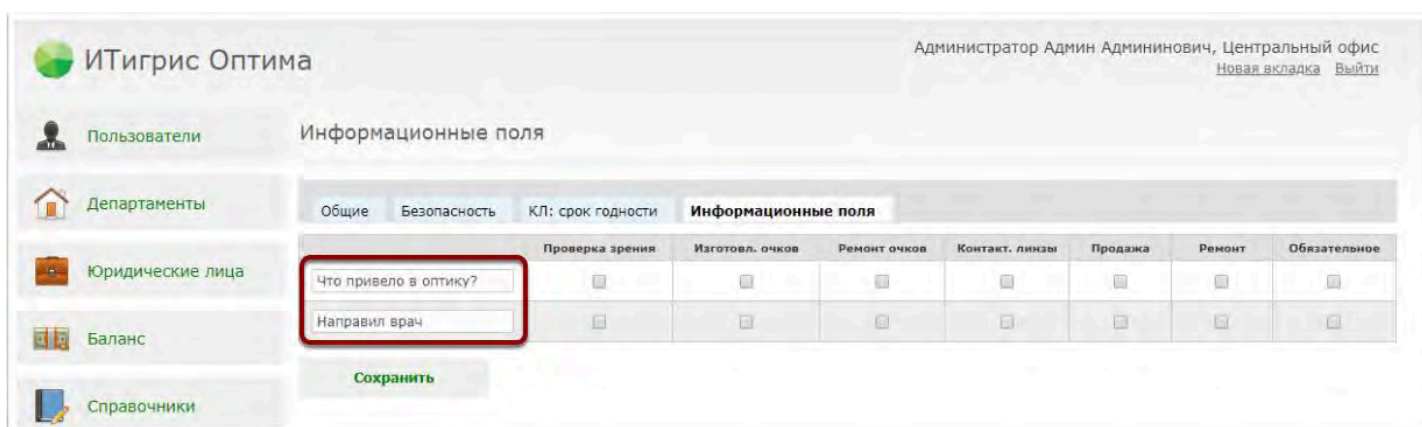 ИТигрис Оптима
Администратор Админ Админинович, Центральный офис
Новая вкладка Выйти
Пользователи
Департаменты
Юридические лица
Баланс
Справочники
Информационные поля
Общие Безопасность КЛ: срок годности Информационные поля
Проверка зрения Изготовл. очков Ремонт очков Контакт. линзы Продажа Ремонт Обязательное
Что привело в оптику?
Направил врач
Сохранить